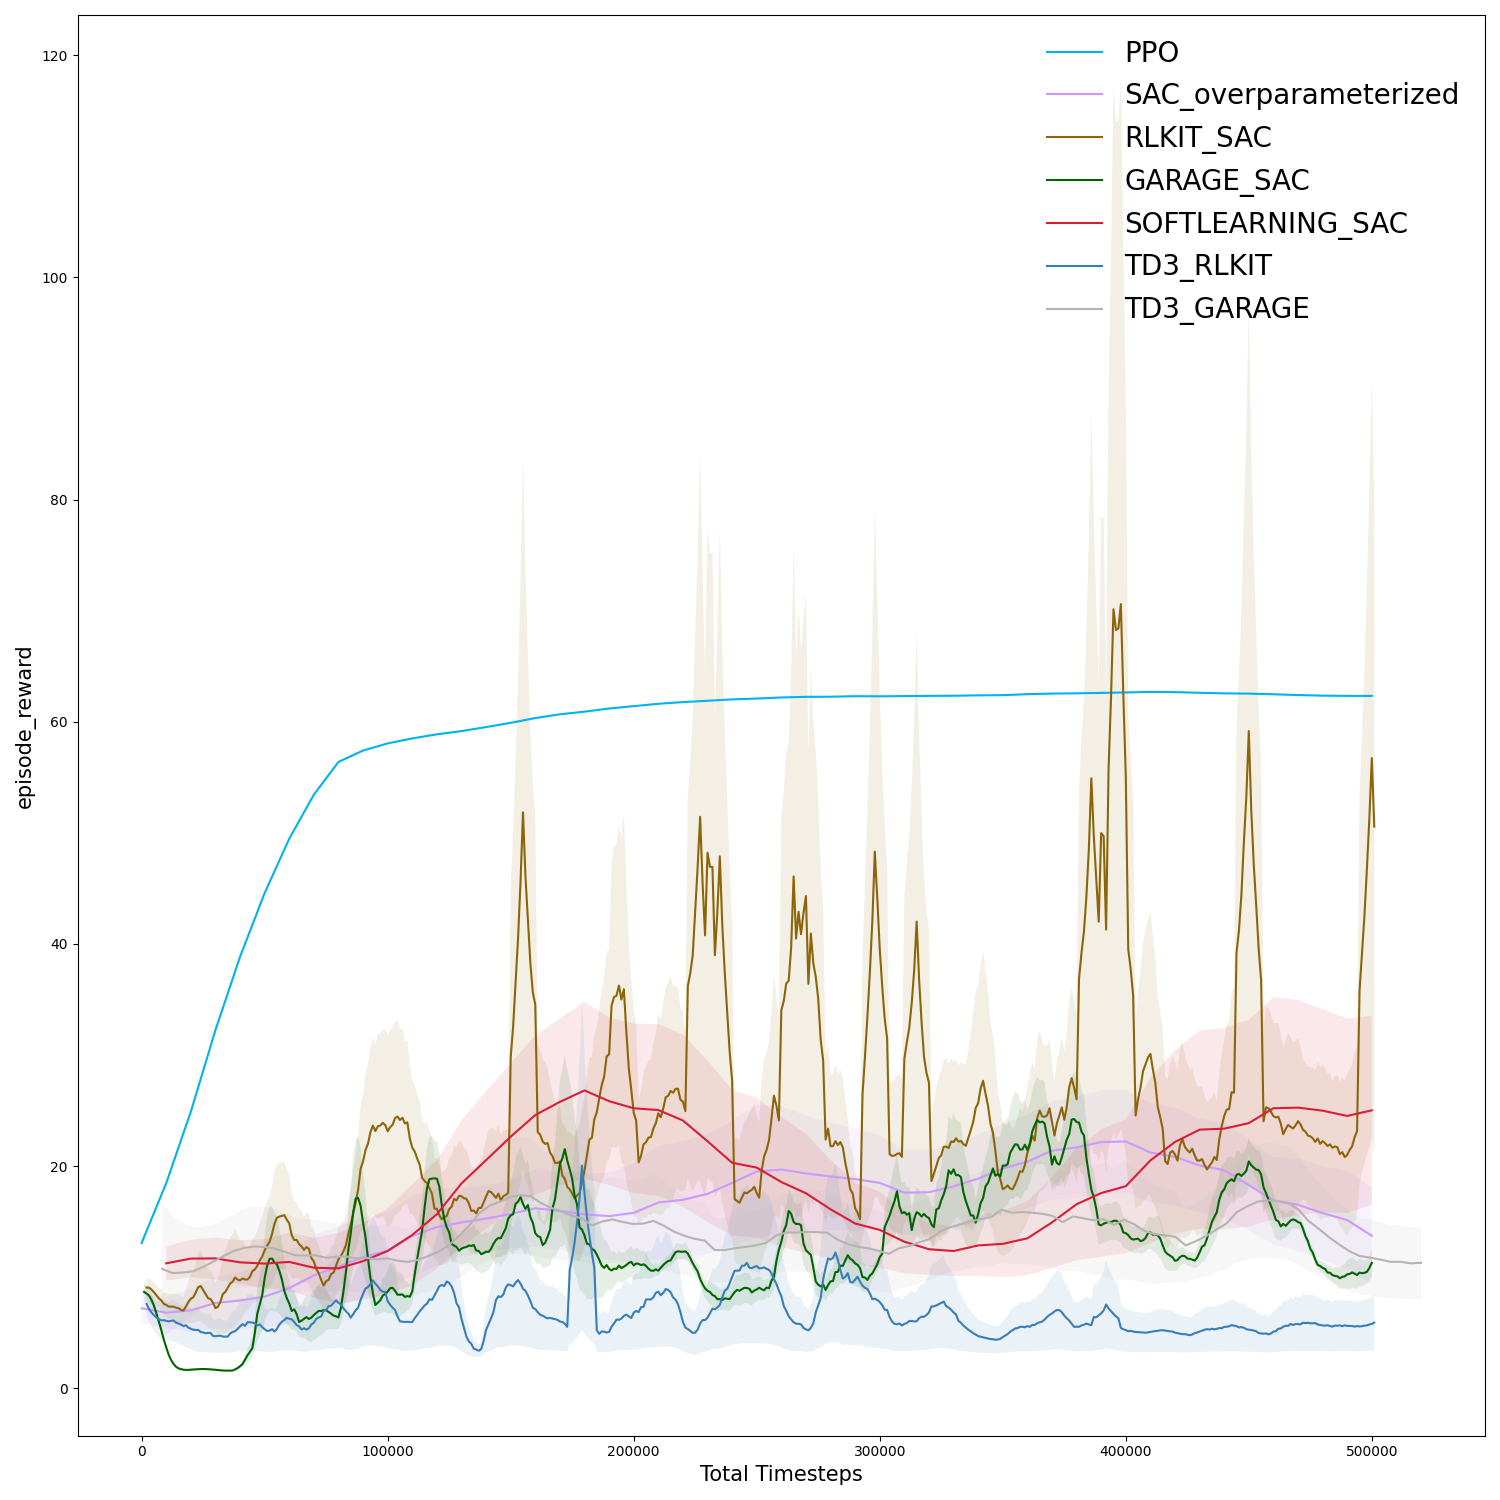 120
100
80
60
40
20
0
episode_reward
PPO
SAC_overparameterized
RLKIT_SAC
GARAGE_SAC
SOFTLEARNING_SAC
TD3_RLKIT
TD3_GARAGE
0 100000 200000 300000 400000 500000
Total Timesteps